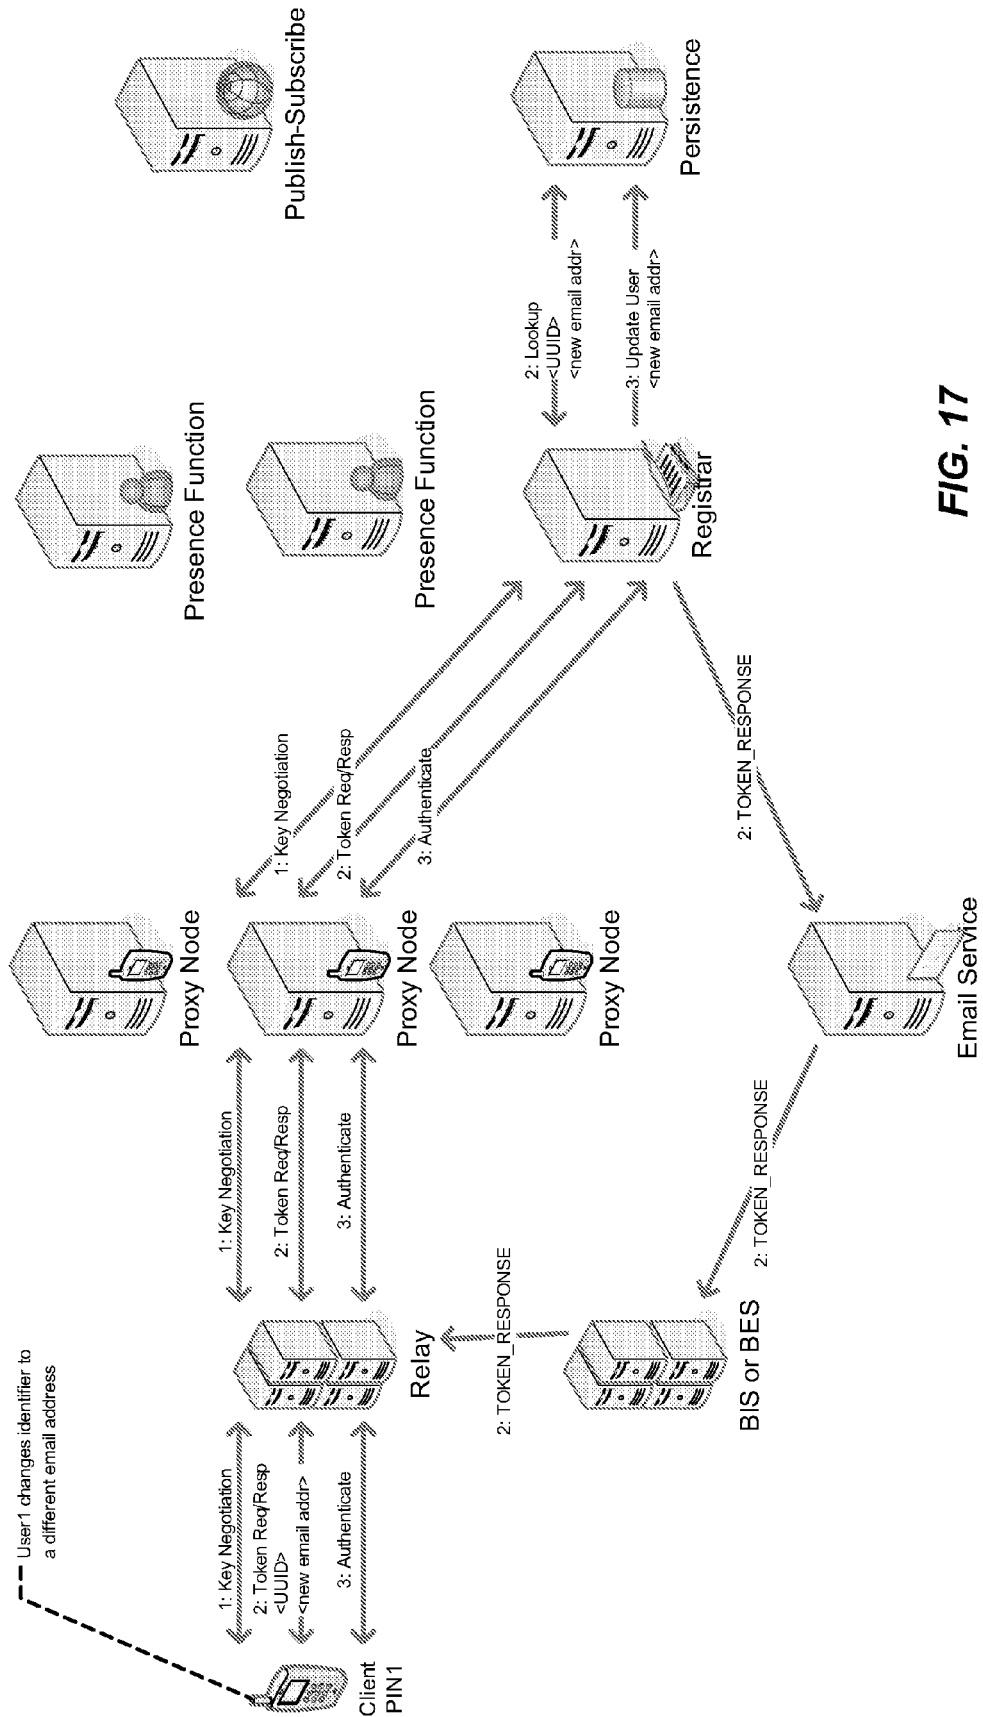 User1 changes identifier to
a different email address
Client
PIN1
1: Key Negotiation
2: Token Req/Resp
<UUID>
<new email addr>
3: Authenticate
Relay
1: Key Negotiation
2: Token Req/Resp
3: Authenticate
Proxy Node
Proxy Node
Proxy Node
1: Key Negotiation
2: Token Req/Resp
3: Authenticate
Presence Function
Presence Function
Publish-Subscribe
Registrar
2: Lookup
<UUID>
<new email addr>
3: Update User
<new email addr>
Persistence
2: TOKEN_RESPONSE
Email Service
2: TOKEN_RESPONSE
BIS or BES
2: TOKEN_RESPONSE
FIG. 17